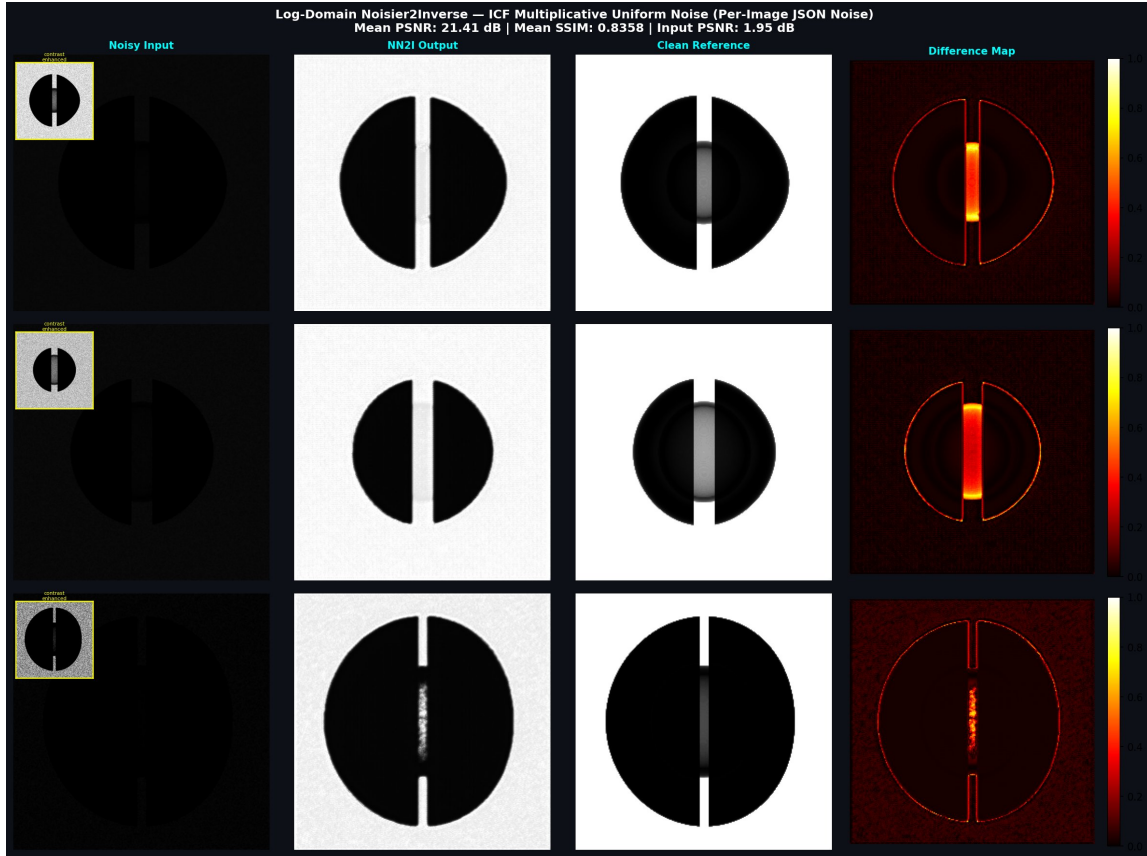 Log-Domain Noisier2Inverse — ICF Multiplicative Uniform Noise (Per-Image JSON Noise)
Mean PSNR: 21.41 dB | Mean SSIM: 0.8358 | Input PSNR: 1.95 dB
Noisy Input
NN2I Output
Clean Reference
Difference Map
contrast
enhanced
1.0
0.8
0.6
0.4
0.2
0.0
contrast
enhanced
1.0
0.8
0.6
0.4
0.2
0.0
contrast
enhanced
1.0
0.8
0.6
0.4
0.2
0.0